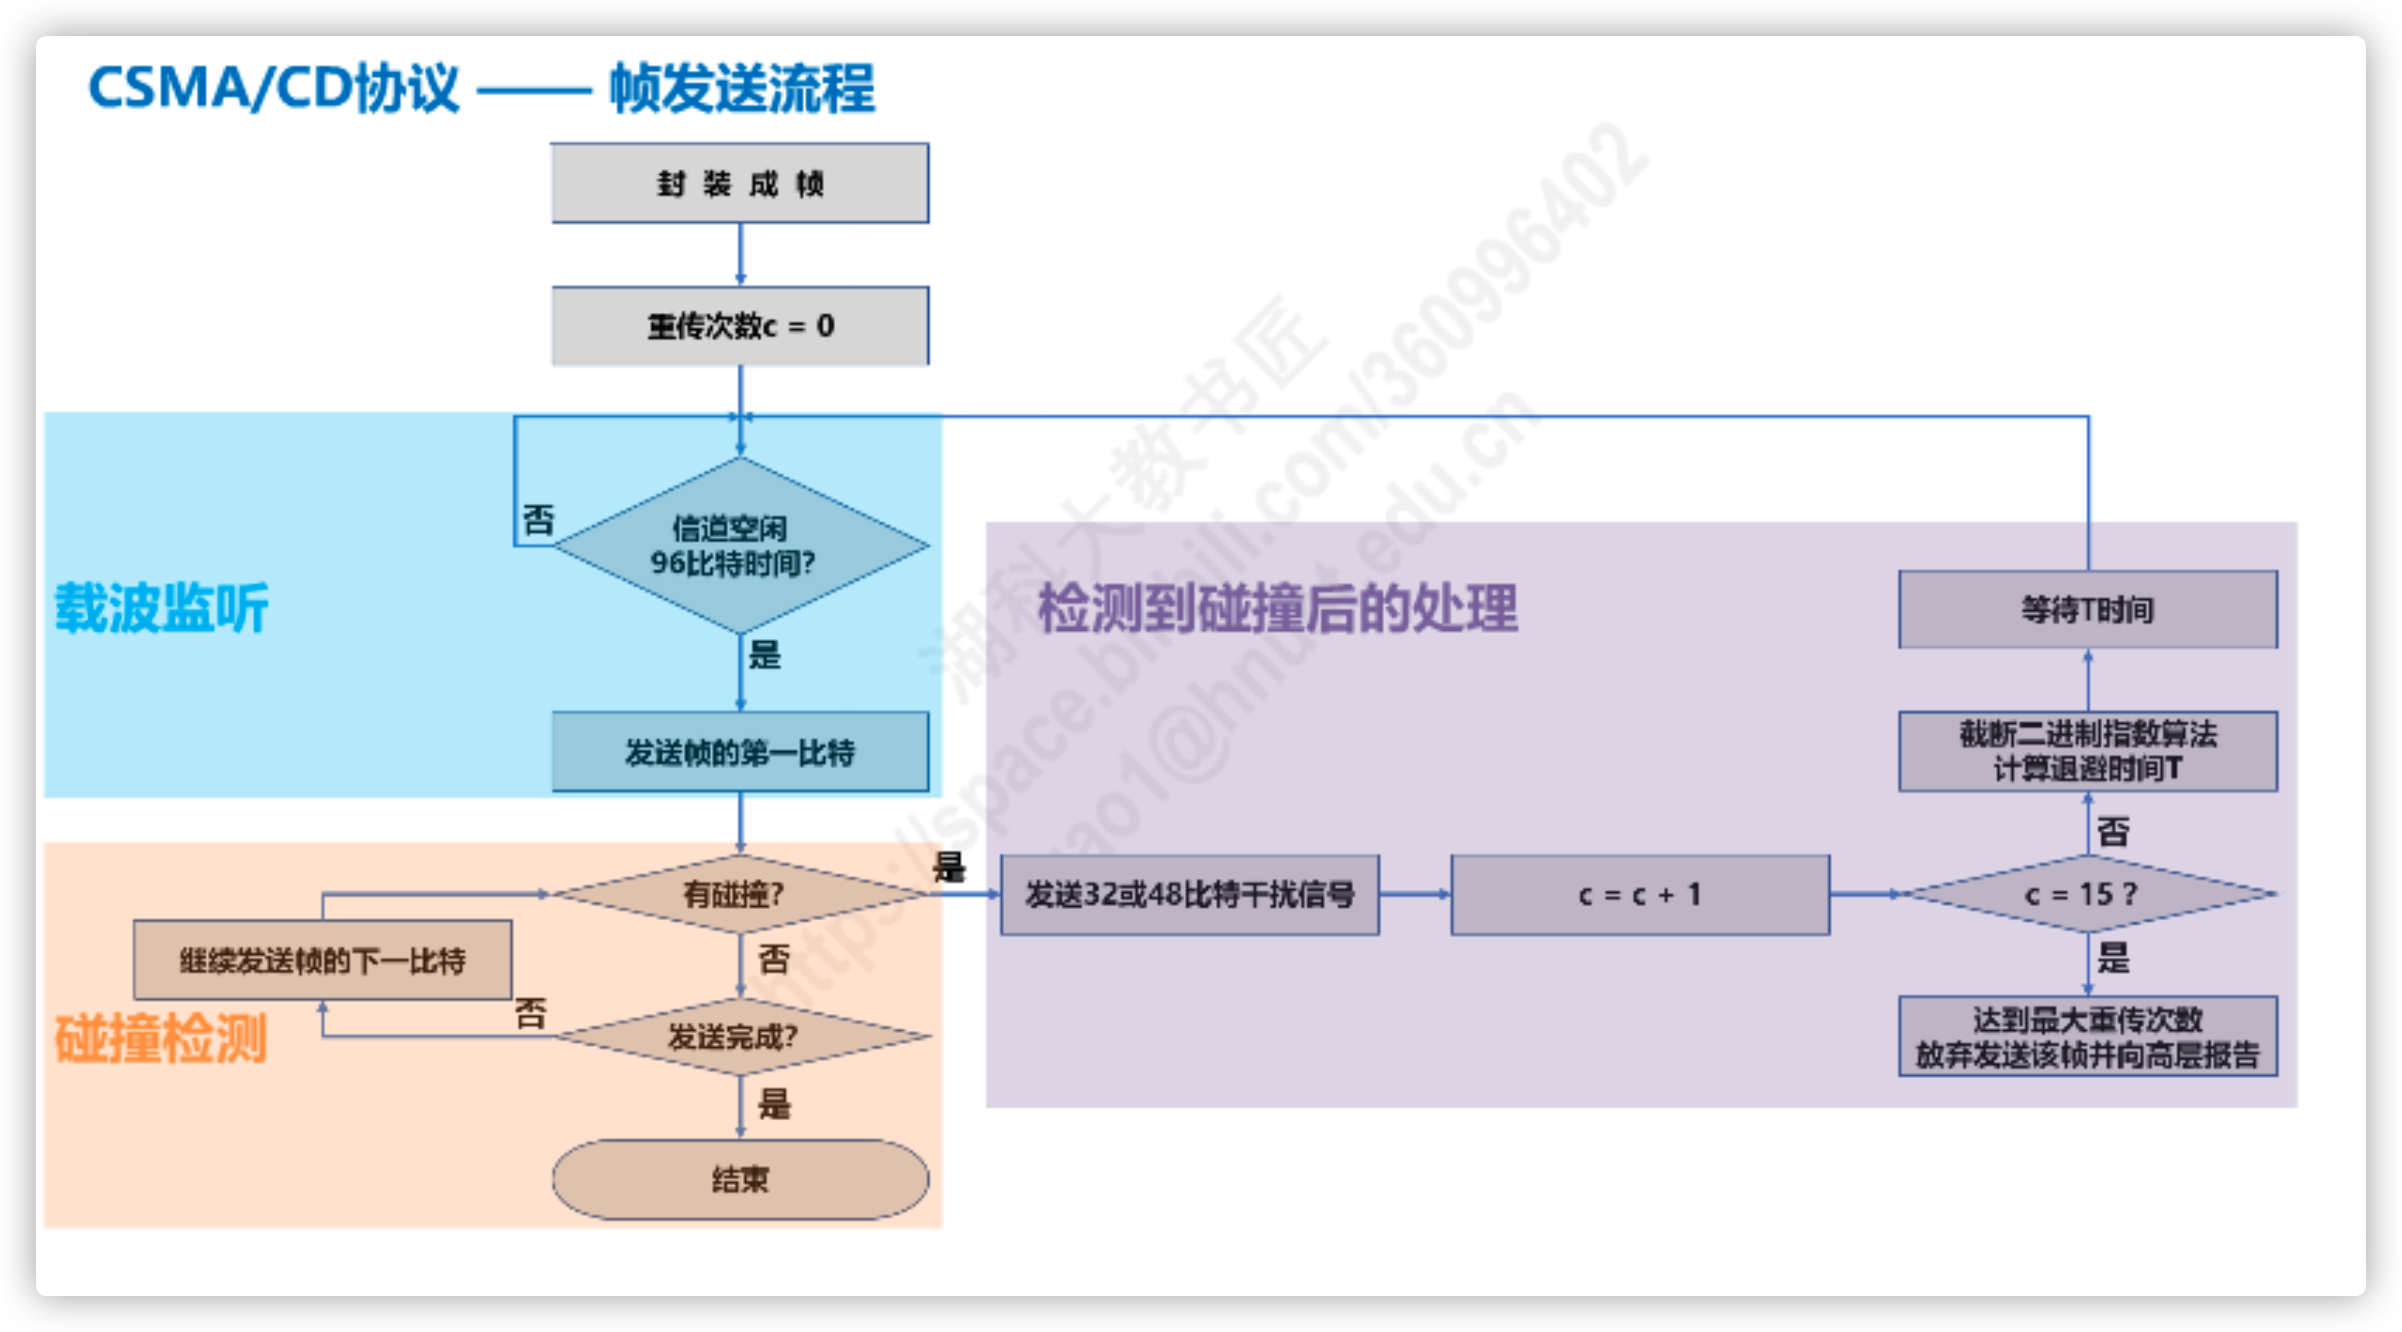 CSMA/CD协议 —— 帧发送流程
封 装 成 帧
重传次数c = 0
否
信道空闲
96比特时间?
载波监听
是
发送帧的第一比特
检测到碰撞后的处理
等待T时间
截断二进制指数算法
计算退避时间T
否
有碰撞?
是
发送32或48比特干扰信号
c = c + 1
c = 15 ?
是
达到最大重传次数
放弃发送该帧并向高层报告
否
继续发送帧的下一比特
否
发送完成?
碰撞检测
是
结束
湖科大教书匠
https://space.bilibili.com/360996402
ao1@hnust.edu.cn